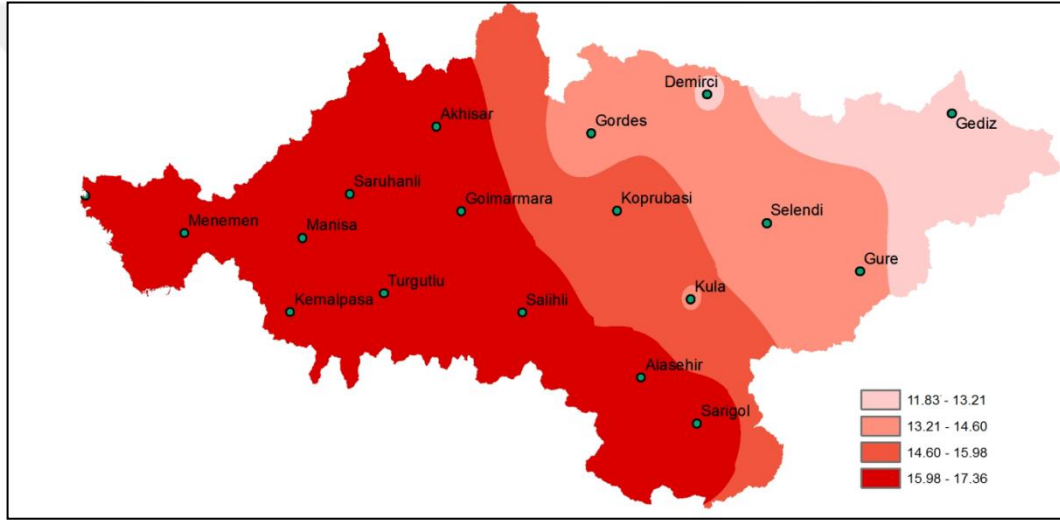 Demirci
Gediz
Akhisar
Gordes
Saruhanli
Golmarmara
Koprubasi
Selendi
Menemen
Manisa
Gure
Turgutlu
Kula
Kemalpasa
Salihli
Alasehir
Sarigol
11.83 - 13.21
13.21 - 14.60
14.60 - 15.98
15.98 - 17.36